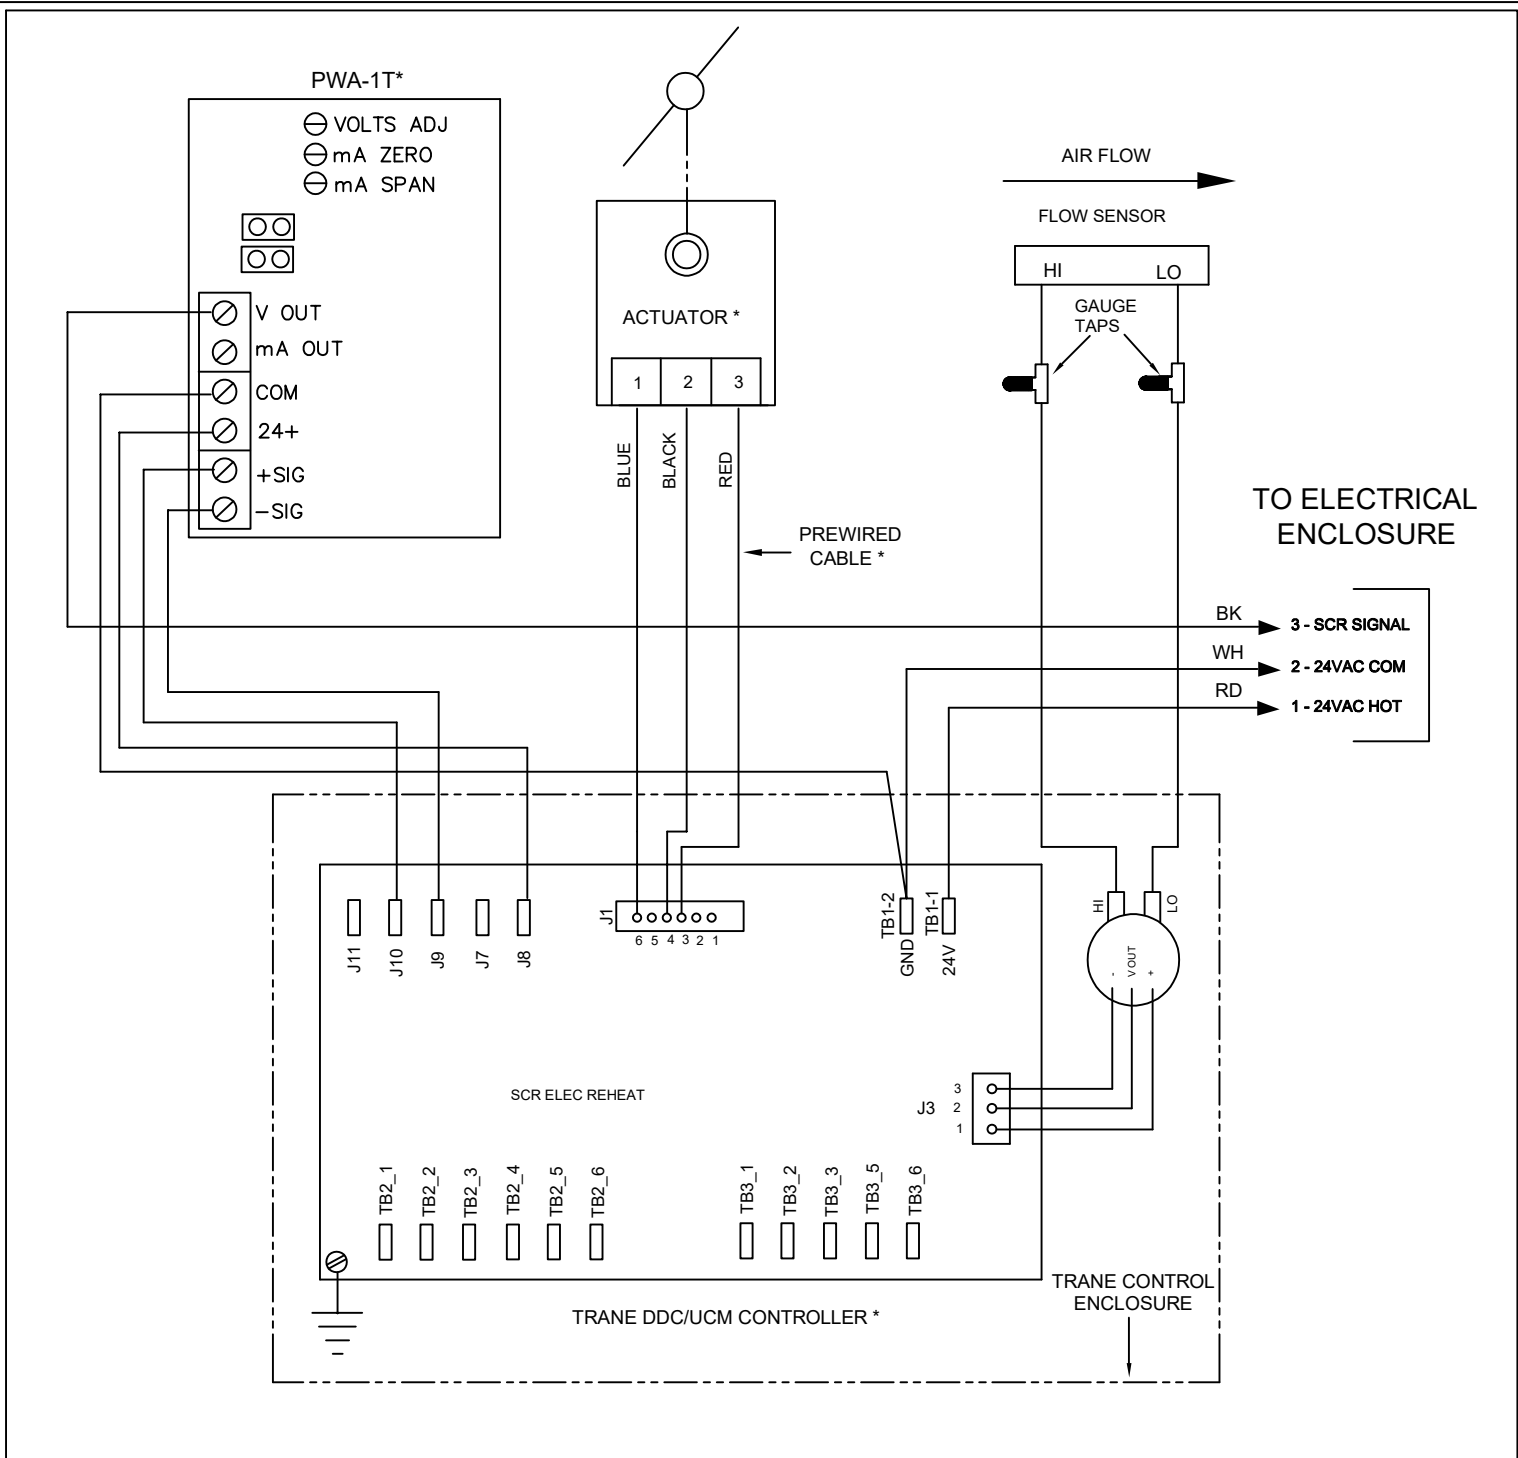 PWA-1T*
VOLTS ADJ
mA ZERO
mA SPAN
V OUT
mA OUT
COM
24+
+SIG
-SIG
ACTUATOR *
1 2 3
BLUE
BLACK
RED
PREWIRED
CABLE *
AIR FLOW
FLOW SENSOR
HI LO
GAUGE
TAPS
TO ELECTRICAL
ENCLOSURE
BK
3 - SCR SIGNAL
WH
2 - 24VAC COM
RD
1 - 24VAC HOT
J11
J10
J9
J7
J8
J1
6 5 4 3 2 1
TB1-2
GND
TB1-1
24V
HI
LO
-
V OUT
+
SCR ELEC REHEAT
J3
3
2
1
TB2_1
TB2_2
TB2_3
TB2_4
TB2_5
TB2_6
TB3_1
TB3_2
TB3_3
TB3_5
TB3_6
TRANE DDC/UCM CONTROLLER *
TRANE CONTROL
ENCLOSURE